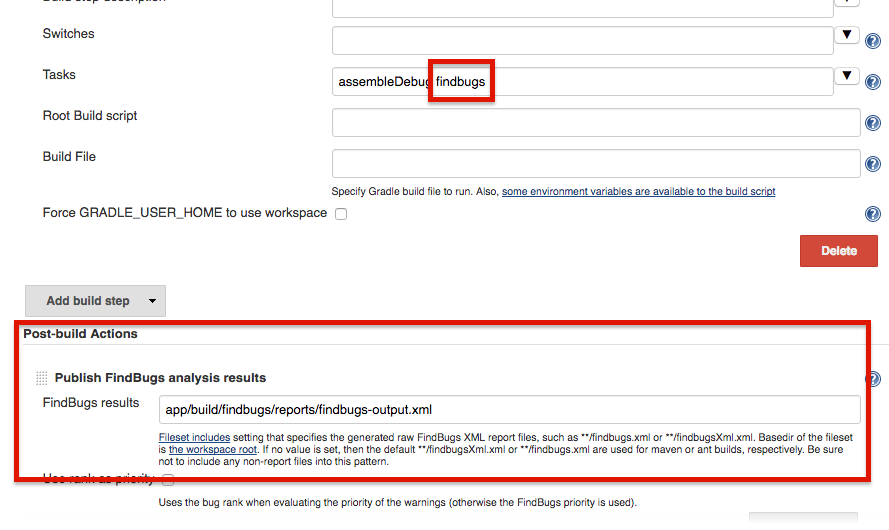 Switches
Tasks
assembleDebug findbugs
Root Build script
Build File
Specify Gradle build file to run. Also, some environment variables are available to the build script
Force GRADLE_USER_HOME to use workspace
Delete
Add build step
Post-build Actions
Publish FindBugs analysis results
FindBugs results
app/build/findbugs/reports/findbugs-output.xml
Fileset includes setting that specifies the generated raw FindBugs XML report files, such as **/findbugs.xml or **/findbugsXml.xml. Basedir of the fileset
is the workspace root. If no value is set, then the default **/findbugsXml.xml or **/findbugs.xml are used for maven or ant builds, respectively. Be sure
not to include any non-report files into this pattern.
Use rank as priority
Uses the bug rank when evaluating the priority of the warnings (otherwise the FindBugs priority is used).